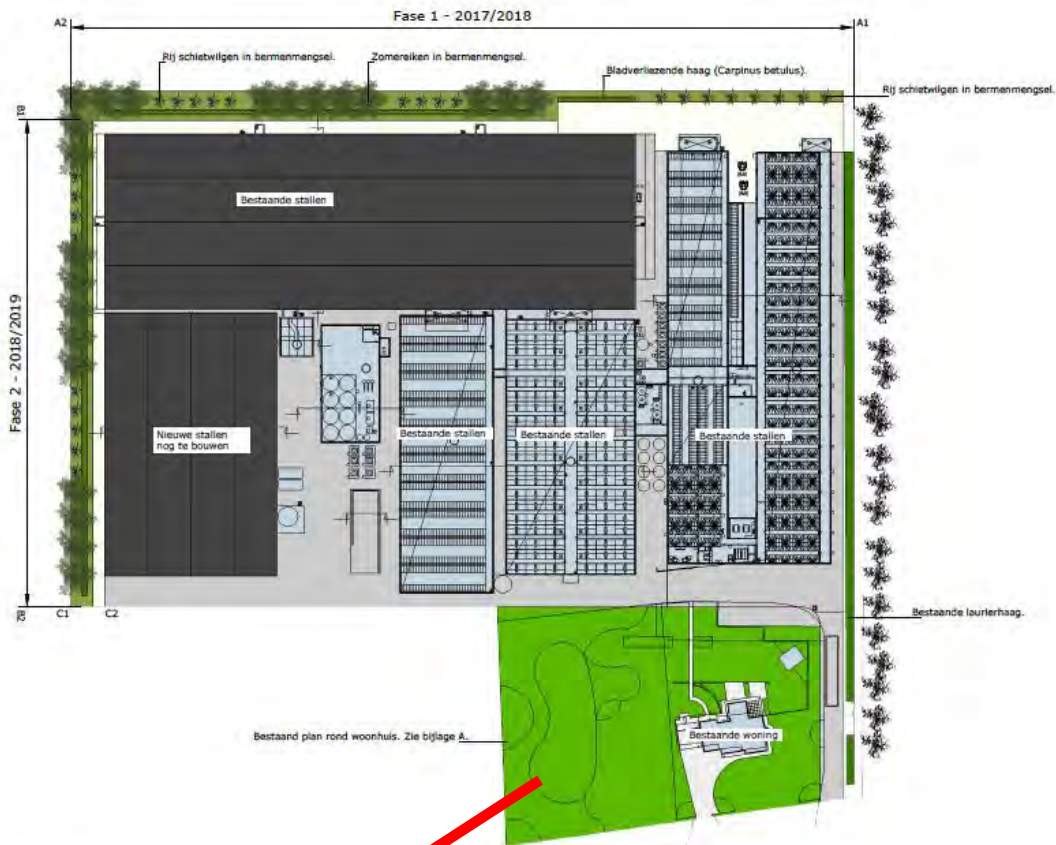 Fase 1 - 2017/2018
A2
A1
Rij schietwilgen in bermenmengsel.
Zomereiken in bermenmengsel.
Bladverliezende haag (Carpinus betulus).
Rij schietwilgen in bermenmengsel.
B1
Bestaande stallen
Fase 2 - 2018/2019
Nieuwe stallen
nog te bouwen
Bestaande stallen
Bestaande stallen
Bestaande stallen
B2
C1
C2
Bestaande laurierhaag.
Bestaand plan rond woonhuis. Zie bijlage A.
Bestaande woning